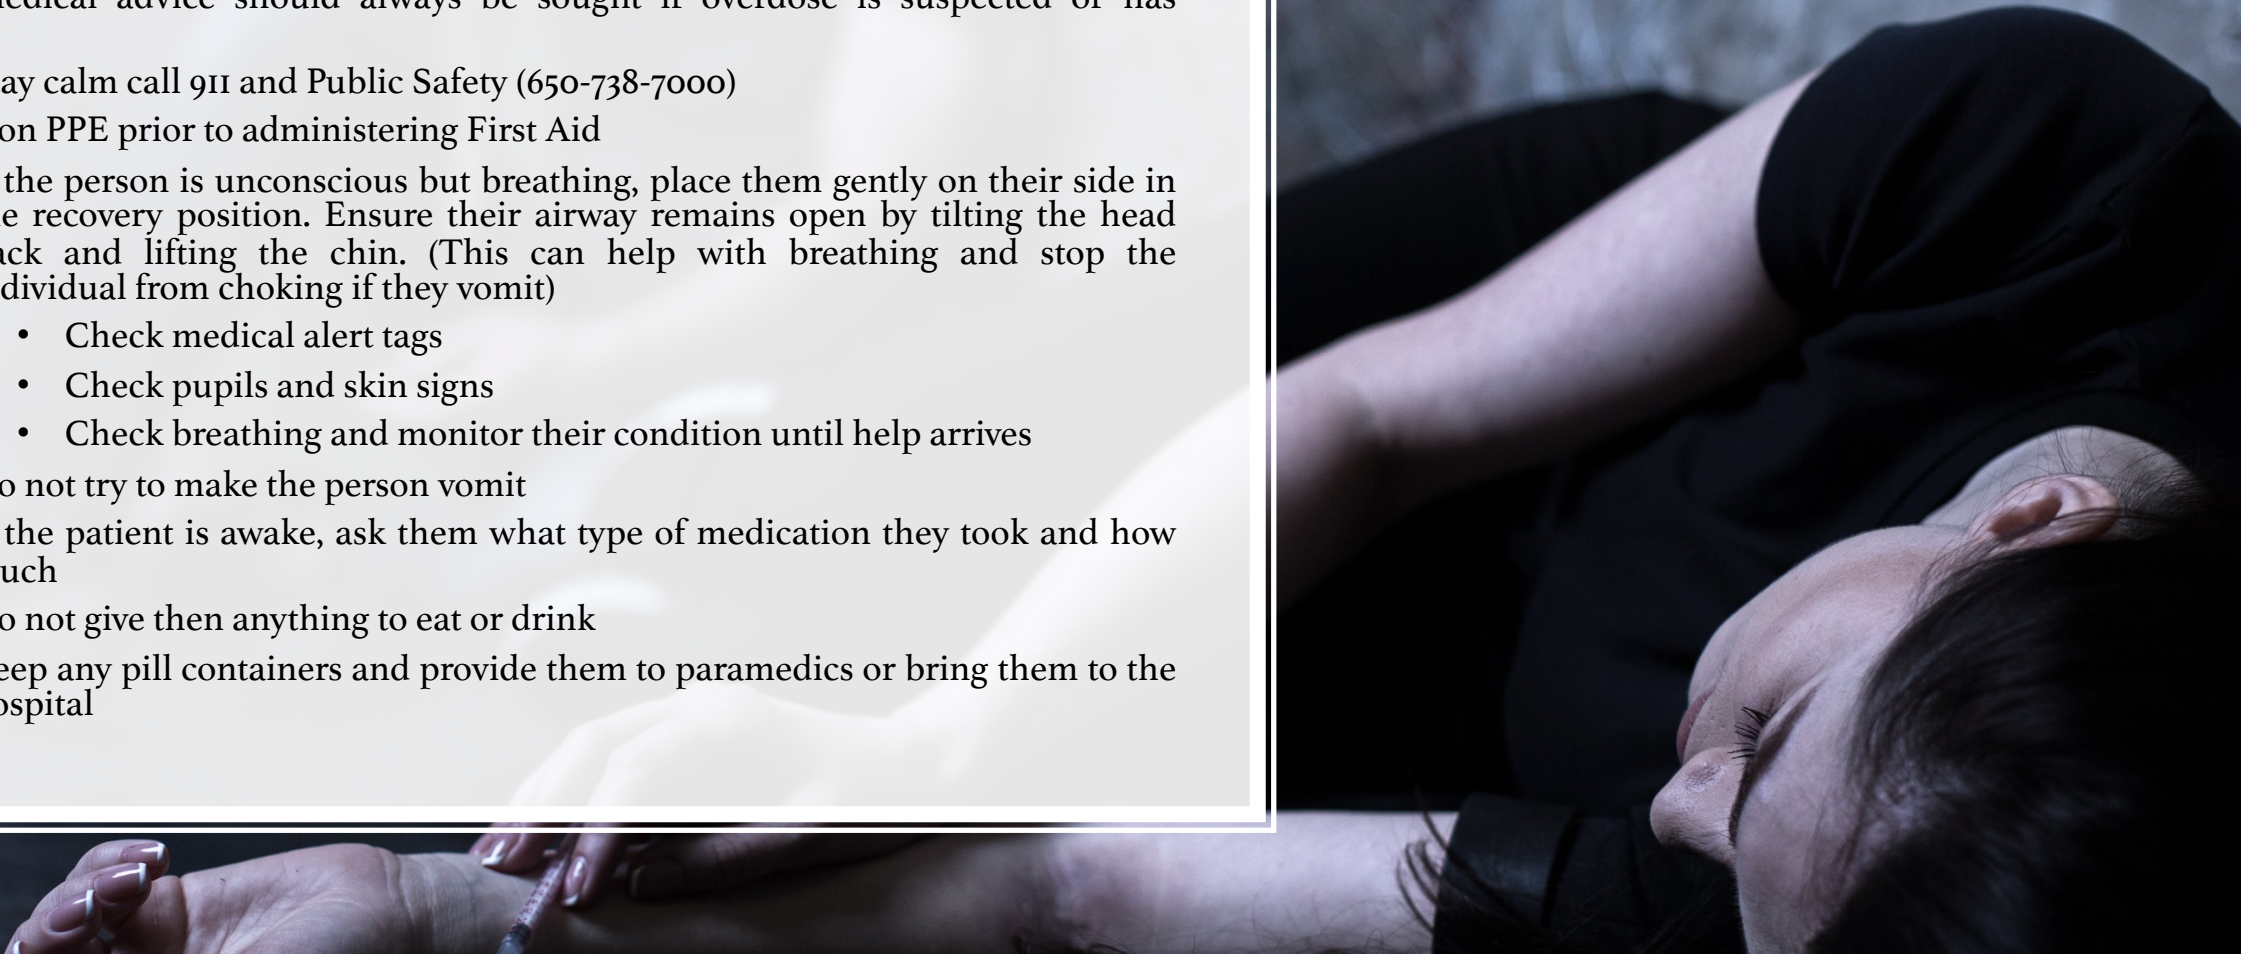 medical advice should always be sought if overdose is suspected or has
ay calm call 911 and Public Safety (650-738-7000)
on PPE prior to administering First Aid
the person is unconscious but breathing, place them gently on their side in
e recovery position. Ensure their airway remains open by tilting the head
ack and lifting the chin. (This can help with breathing and stop the
dividual from choking if they vomit)
• Check medical alert tags
• Check pupils and skin signs
• Check breathing and monitor their condition until help arrives
o not try to make the person vomit
the patient is awake, ask them what type of medication they took and how
uch
o not give then anything to eat or drink
eep any pill containers and provide them to paramedics or bring them to the
ospital